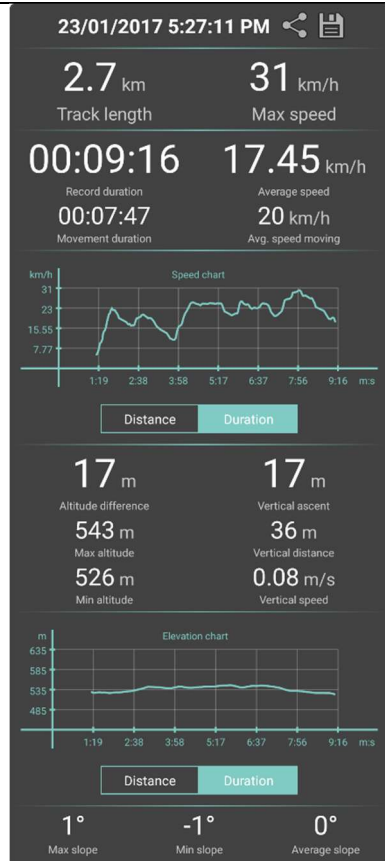 23/01/2017 5:27:11 PM
2.7 km 31 km/h
Track length Max speed
00:09:16 17.45 km/h
Record duration Average speed
00:07:47 20 km/h
Movement duration Avg. speed moving
km/h Speed chart
31
23
15.55
7.77
1:19 2:38 3:58 5:17 6:37 7:56 9:16 m:s
Distance Duration
17 m 17 m
Altitude difference Vertical ascent
543 m 36 m
Max altitude Vertical distance
526 m 0.08 m/s
Min altitude Vertical speed
m Elevation chart
635
585
535
485
1:19 2:38 3:58 5:17 6:37 7:56 9:16 m:s
Distance Duration
1° -1° 0°
Max slope Min slope Average slope